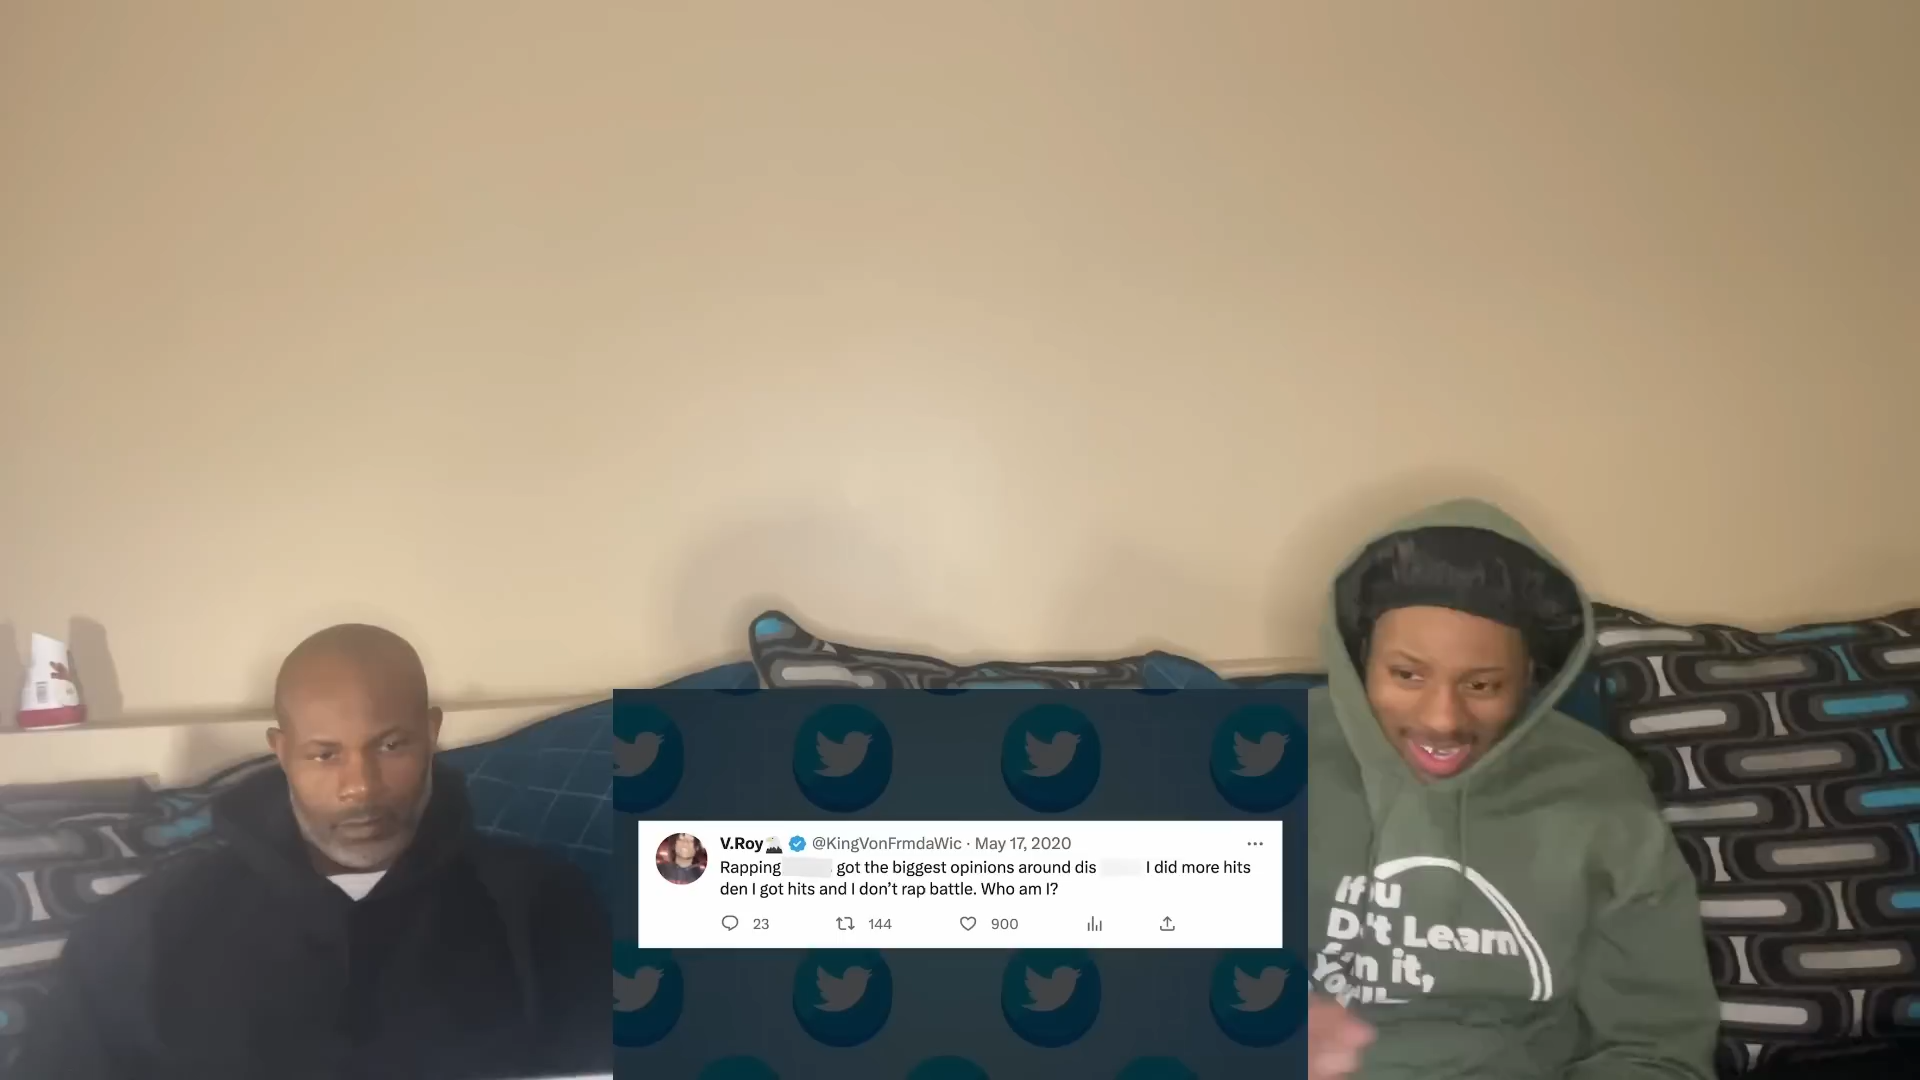 V.Roy @KingVonFrmdaWic · May 17, 2020
Rapping got the biggest opinions around dis I did more hits
den I got hits and I don’t rap battle. Who am I?
23 144 900
If u
D 't Learn
it,